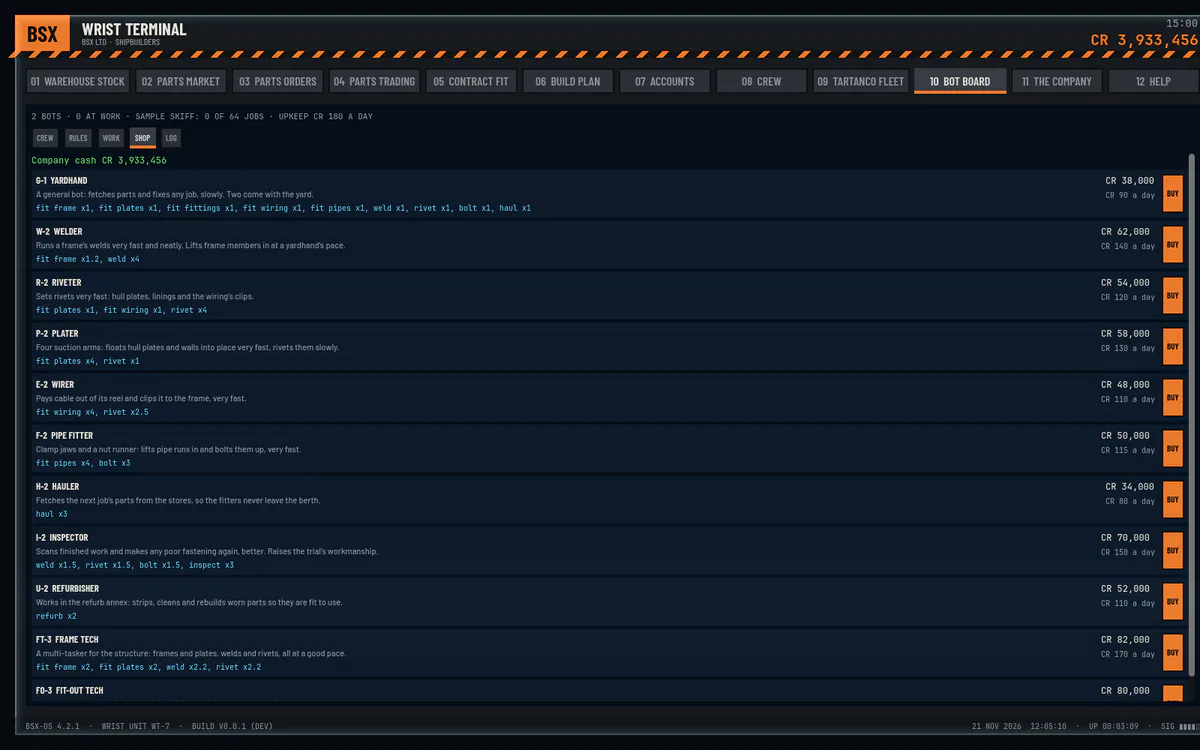 BSX
WRIST TERMINAL
BSX LTD · SHIPBUILDERS
15:00
CR 3,933,456
01 WAREHOUSE STOCK
02 PARTS MARKET
03 PARTS ORDERS
04 PARTS TRADING
05 CONTRACT FIT
06 BUILD PLAN
07 ACCOUNTS
08 CREW
09 TARTANCO FLEET
10 BOT BOARD
11 THE COMPANY
12 HELP
2 BOTS · 0 AT WORK · SAMPLE SKIFF: 0 OF 64 JOBS · UPKEEP CR 180 A DAY
CREW
RULES
WORK
SHOP
LOG
Company cash CR 3,933,456
G-1 YARDHAND
A general bot: fetches parts and fixes any job, slowly. Two come with the yard.
fit frame x1, fit plates x1, fit fittings x1, fit wiring x1, fit pipes x1, weld x1, rivet x1, bolt x1, haul x1
CR 38,000
CR 90 a day
BUY
W-2 WELDER
Runs a frame's welds very fast and neatly. Lifts frame members in at a yardhand's pace.
fit frame x1.2, weld x4
CR 62,000
CR 140 a day
BUY
R-2 RIVETER
Sets rivets very fast: hull plates, linings and the wiring's clips.
fit plates x1, fit wiring x1, rivet x4
CR 54,000
CR 120 a day
BUY
P-2 PLATER
Four suction arms: floats hull plates and walls into place very fast, rivets them slowly.
fit plates x4, rivet x1
CR 58,000
CR 130 a day
BUY
E-2 WIRER
Pays cable out of its reel and clips it to the frame, very fast.
fit wiring x4, rivet x2.5
CR 48,000
CR 110 a day
BUY
F-2 PIPE FITTER
Clamp jaws and a nut runner: lifts pipe runs in and bolts them up, very fast.
fit pipes x4, bolt x3
CR 50,000
CR 115 a day
BUY
H-2 HAULER
Fetches the next job's parts from the stores, so the fitters never leave the berth.
haul x3
CR 34,000
CR 80 a day
BUY
I-2 INSPECTOR
Scans finished work and makes any poor fastening again, better. Raises the trial's workmanship.
weld x1.5, rivet x1.5, bolt x1.5, inspect x3
CR 70,000
CR 150 a day
BUY
U-2 REFURBISHER
Works in the refurb annex: strips, cleans and rebuilds worn parts so they are fit to use.
refurb x2
CR 52,000
CR 110 a day
BUY
FT-3 FRAME TECH
A multi-tasker for the structure: frames and plates, welds and rivets, all at a good pace.
fit frame x2, fit plates x2, weld x2.2, rivet x2.2
CR 82,000
CR 170 a day
BUY
FO-3 FIT-OUT TECH
CR 80,000
BSX-OS 4.2.1 · WRIST UNIT WT-7 · BUILD V0.0.1 (DEV)
21 NOV 2026 12:05:10 · UP 00:03:09 · SIG